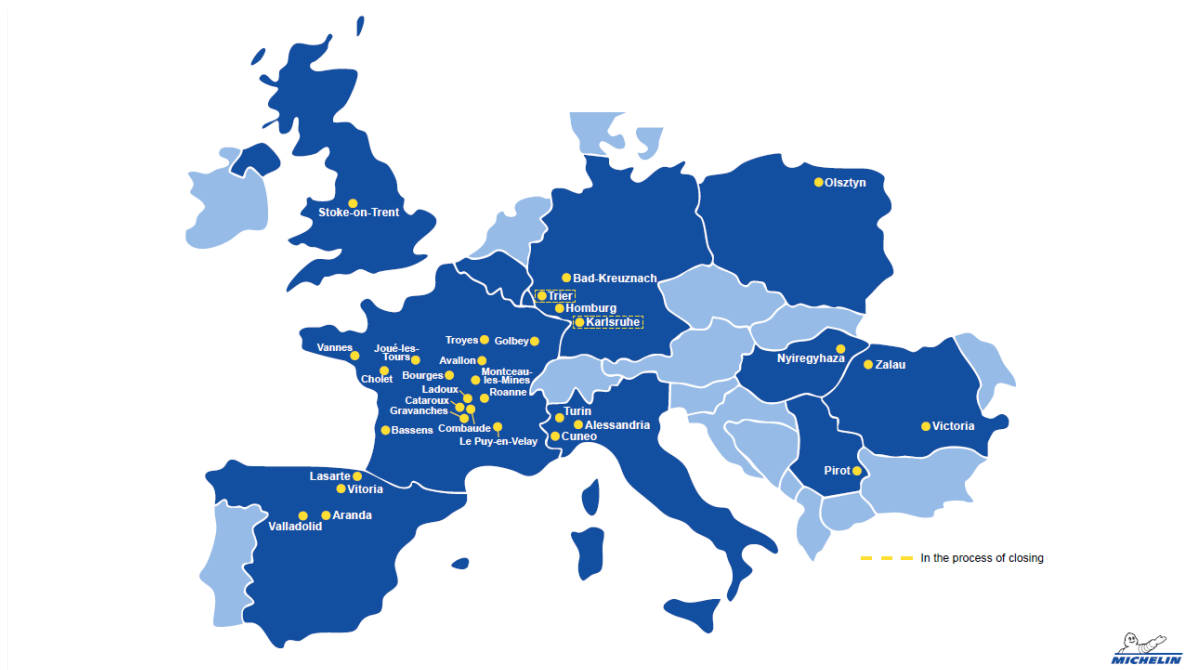 Olsztyn
Stoke-on-Trent
Bad-Kreuznach
Trier
Homburg
Karlsruhe
Troyes
Golbey
Vannes
Joué-les-
Tours
Avallon
Nyiregyhaza
Zalau
Cholet
Bourges
Montceau-
les-Mines
Ladoux
Roanne
Cataroux
Gravanches
Turin
Bassens
Combaude
Alessandria
Victoria
Le Puy-en-Velay
Cuneo
Pirot
Lasarte
Vitoria
Valladolid
Aranda
In the process of closing
MICHELIN